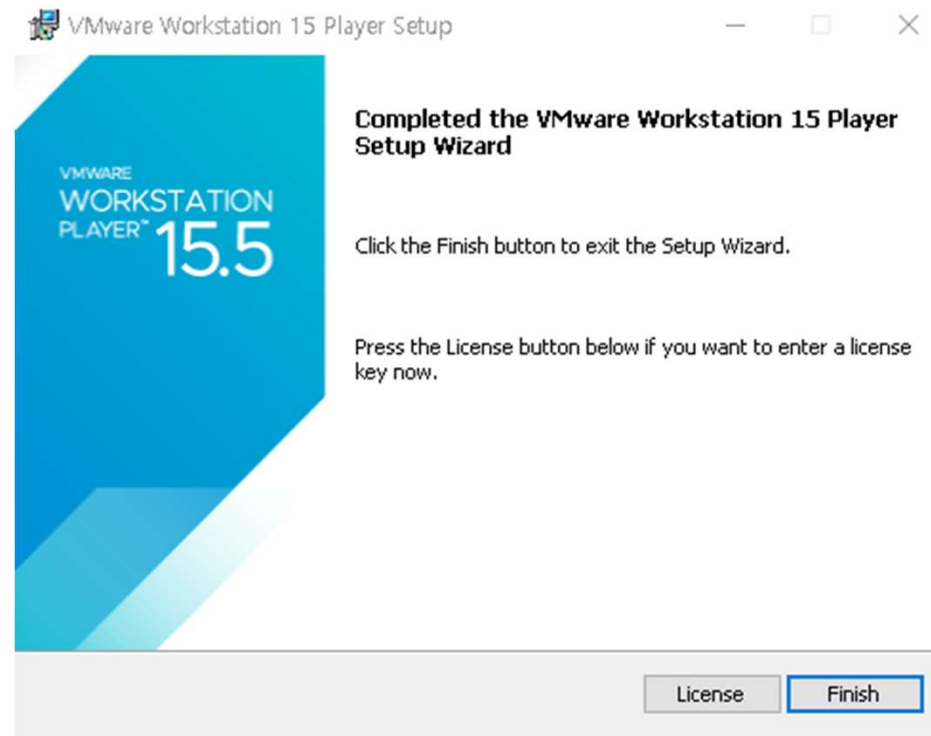 VMware Workstation 15 Player Setup
VMWARE
WORKSTATION
PLAYER™ 15.5
Completed the VMware Workstation 15 Player
Setup Wizard
Click the Finish button to exit the Setup Wizard.
Press the License button below if you want to enter a license
key now.
License
Finish